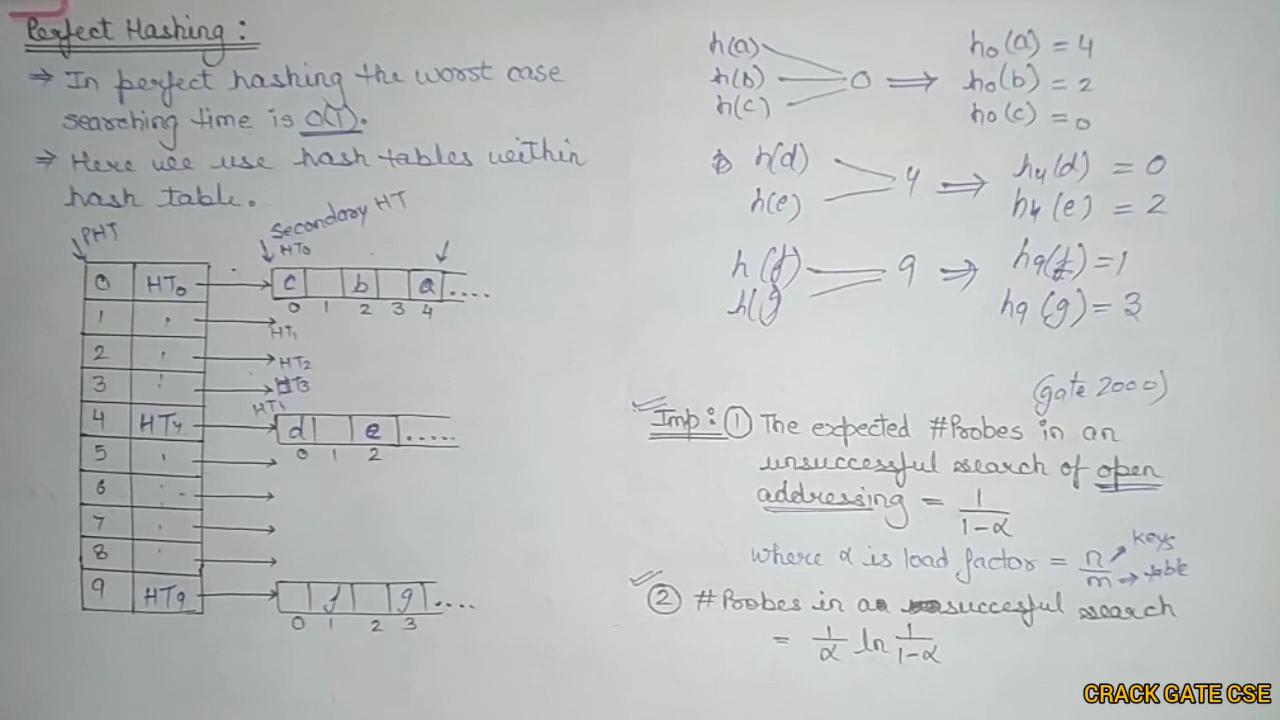 Perfect Hashing :
⇒ In perfect hashing the worst case
searching time is O(1).
⇒ Here we use hash tables within
hash table.
PHT
Secondary HT
HT0
0 HT0 → c b a ....
0 1 2 3 4
1 → HT1
2 → HT2
3 → HT3
HT4
4 HT4 → d e .....
0 1 2
5 →
6 →
7 →
8 →
9 HT9 → f g ....
0 1 2 3
h(a)
h(b) 0 ⇒
h(c)
h0(a) = 4
h0(b) = 2
h0(c) = 0
h(d)
h(e) 4 ⇒
h4(d) = 0
h4(e) = 2
h(f)
h(g 9 ⇒
h9(f) = 1
h9(g) = 3
(gate 2000)
Imp: ① The expected #Probes in an
unsuccessful search of open
addressing = 1/(1-α)
where α is load factor = n/m → keys → table
② #Probes in a successful search
= 1/α ln 1/(1-α)
CRACK GATE CSE